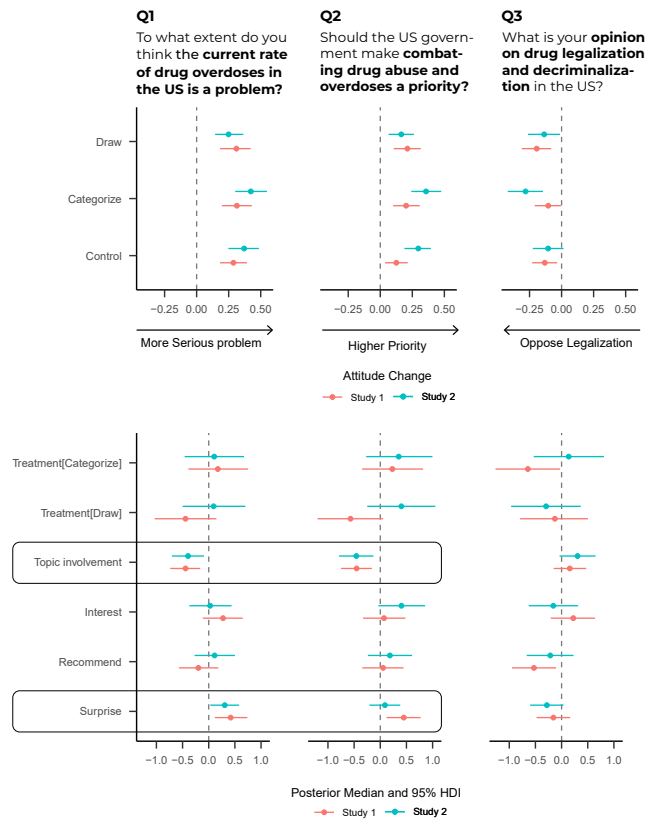 Q1
To what extent do you
think the current rate
of drug overdoses in
the US is a problem?
Q2
Should the US govern-
ment make combat-
ing drug abuse and
overdoses a priority?
Q3
What is your opinion
on drug legalization
and decriminaliza-
tion in the US?
Draw
Categorize
Control
−0.25 0.00 0.25 0.50
−0.25 0.00 0.25 0.50
−0.25 0.00 0.25 0.50
More Serious problem
Higher Priority
Oppose Legalization
Attitude Change
Study 1 Study 2
Treatment[Categorize]
Treatment[Draw]
Topic involvement
Interest
Recommend
Surprise
−1.0 −0.5 0.0 0.5 1.0
−1.0 −0.5 0.0 0.5 1.0
−1.0 −0.5 0.0 0.5 1.0
Posterior Median and 95% HDI
Study 1 Study 2